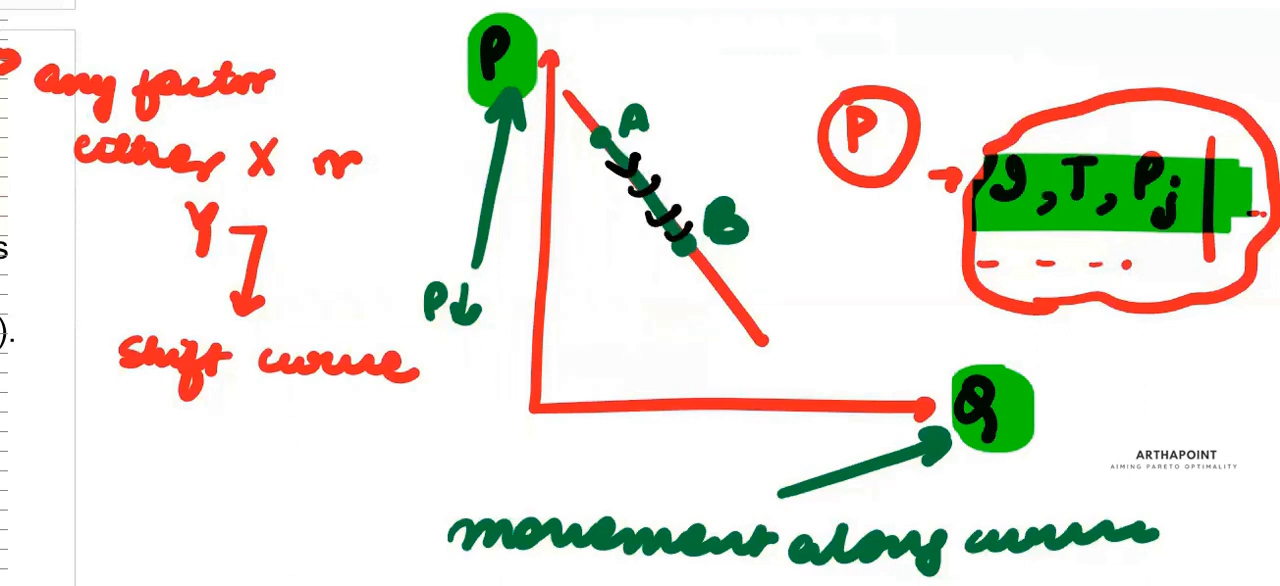 any factor
either X or
Y
shift curve
P
A
B
P↓
Q
movement along curve
P
→ I, T, Pj
- - - .
ARTHAPOINT
AIMING PARETO OPTIMALITY
s
).